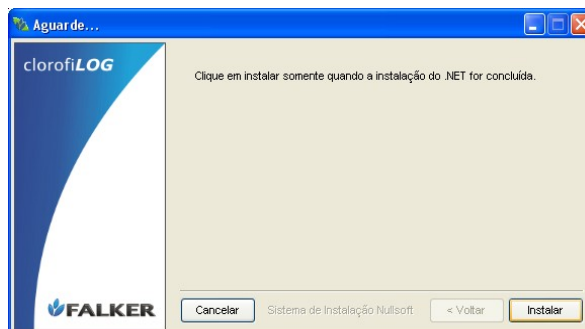 Aguarde...
clorofiLOG
Clique em instalar somente quando a instalação do .NET for concluída.
FALKER
Cancelar Sistema de Instalação Nullsoft < Voltar Instalar